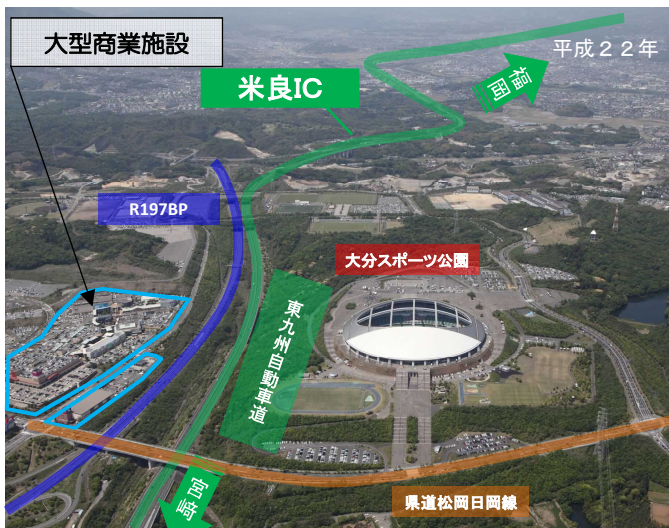 大型商業施設
平成２２年
福岡
米良IC
R197BP
大分スポーツ公園
東九州自動車道
県道松岡日岡線
宮崎